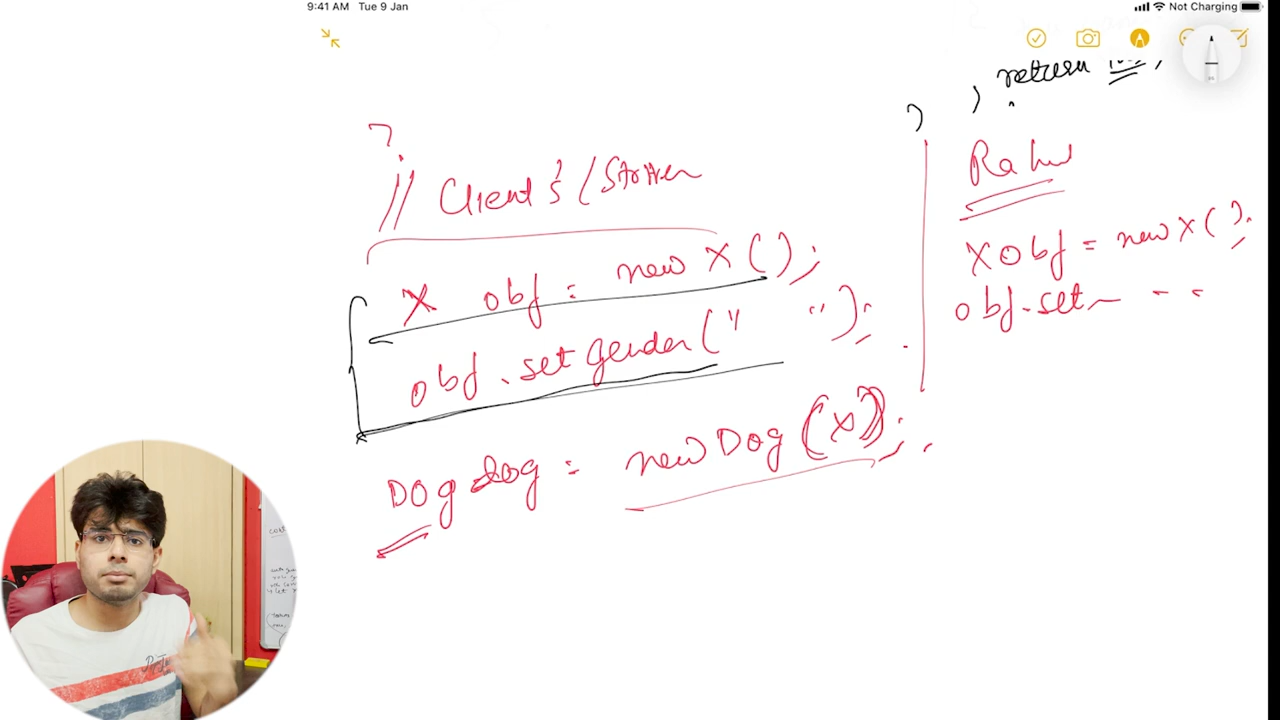 9:41 AM Tue 9 Jan
Not Charging
return
// Client's / Striver
X obj = new X();
obj.setgender(" ");
Dog dog = new Dog(X);
Rahul
X obj = new X();
obj.set